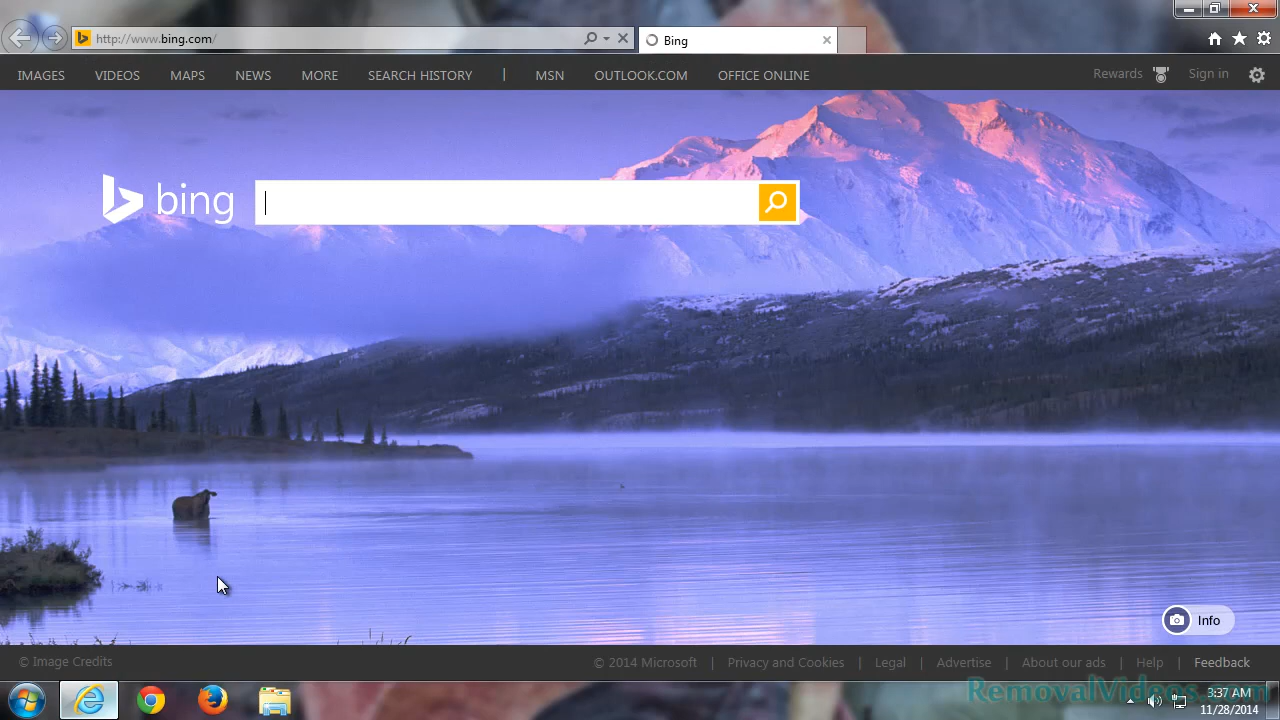 http://www.bing.com/
Bing
IMAGES VIDEOS MAPS NEWS MORE SEARCH HISTORY | MSN OUTLOOK.COM OFFICE ONLINE
Rewards Sign in
bing
Info
© Image Credits
© 2014 Microsoft | Privacy and Cookies | Legal | Advertise | About our ads | Help | Feedback
RemovalVideos.com
3:37 AM
11/28/2014